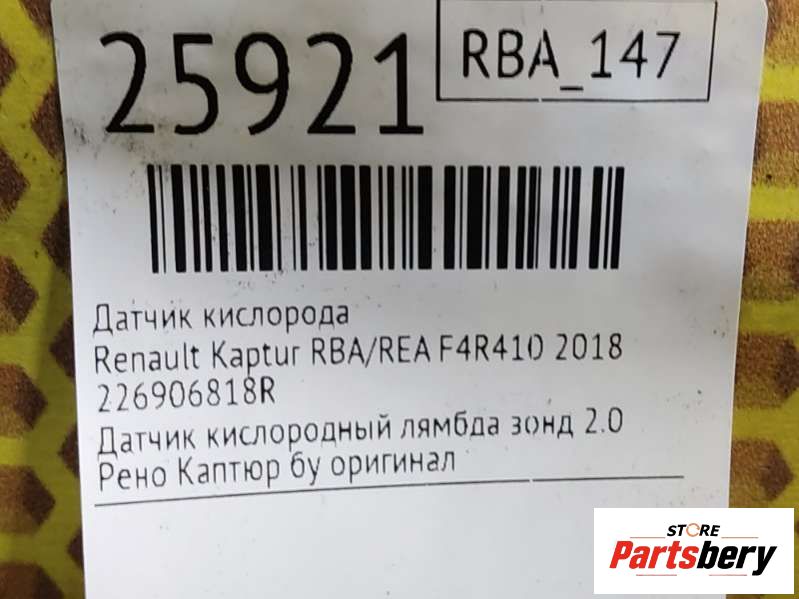 25921
RBA_147
Датчик кислорода
Renault Kaptur RBA/REA F4R410 2018
226906818R
Датчик кислородный лямбда зонд 2.0
Рено Каптюр бу оригинал
STORE
Partsbery